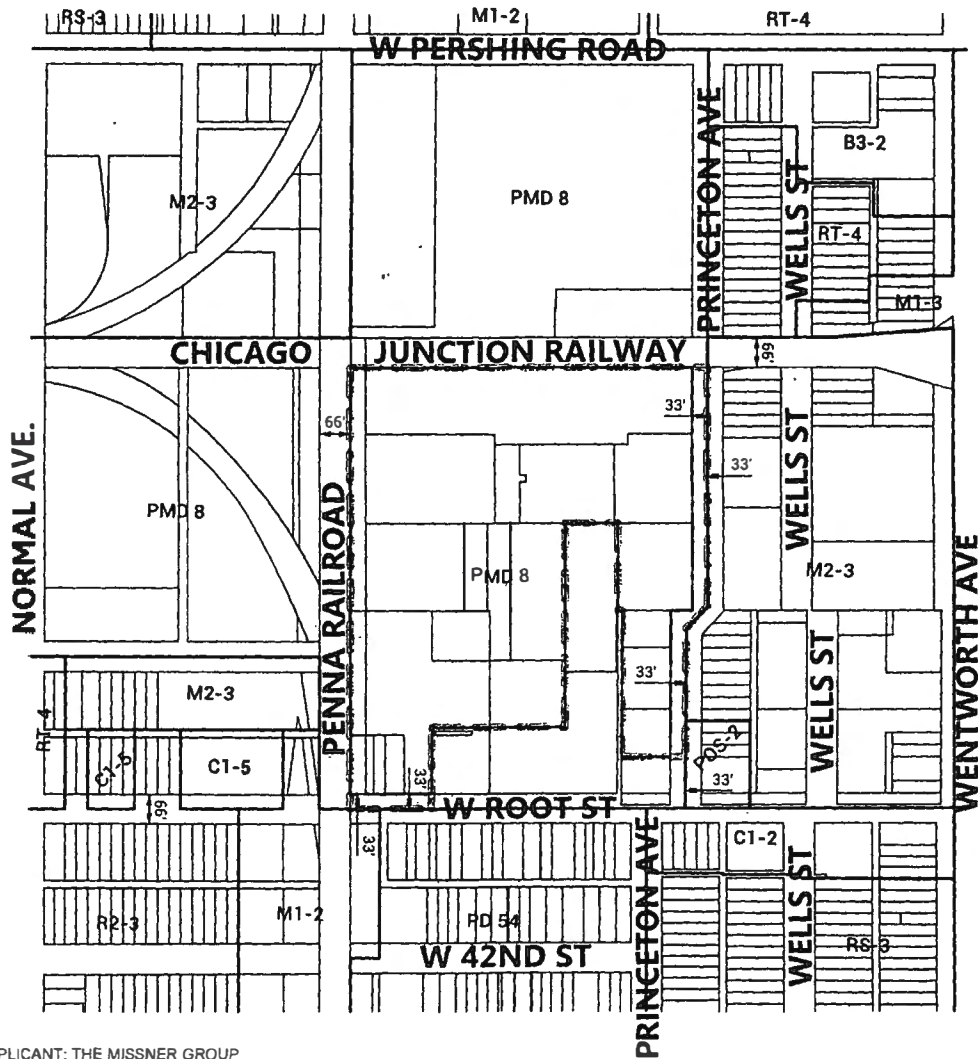 RS-3
M1-2
RT-4
W PERSHING ROAD
PRINCETON AVE
B3-2
M2-3
PMD 8
WELLS ST
RT-4
M1-3
CHICAGO JUNCTION RAILWAY
66'
33'
66'
33'
NORMAL AVE.
PENNA RAILROAD
WELLS ST
PMD 8
PMD 8
M2-3
WENTWORTH AVE
33'
M2-3
WELLS ST
RT-4
C1-5
C1-5
POS-2
33'
33'
66'
W ROOT ST
33'
PRINCETON AVE
C1-2
WELLS ST
R2-3
M1-2
PD 54
RS-3
W 42ND ST
PLICANT: THE MISSNER GROUP